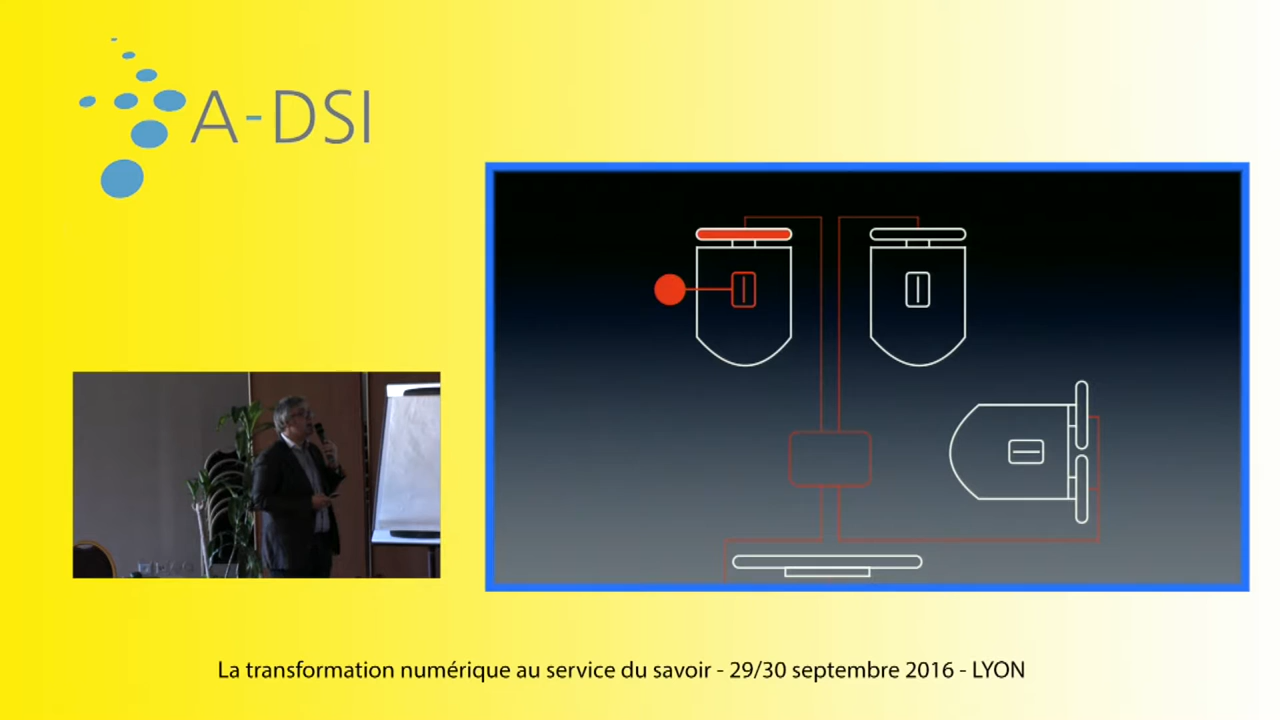 A-DSI
La transformation numérique au service du savoir - 29/30 septembre 2016 - LYON